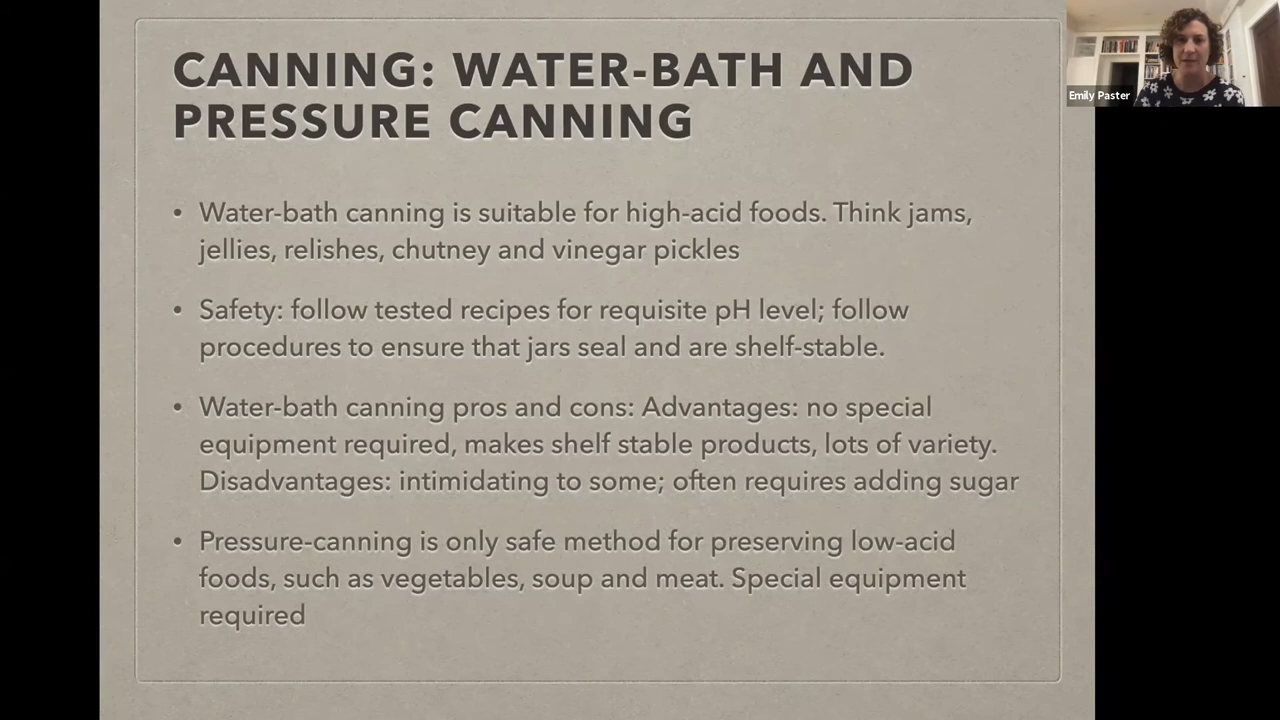 CANNING: WATER-BATH AND
PRESSURE CANNING
• Water-bath canning is suitable for high-acid foods. Think jams,
jellies, relishes, chutney and vinegar pickles
• Safety: follow tested recipes for requisite pH level; follow
procedures to ensure that jars seal and are shelf-stable.
• Water-bath canning pros and cons: Advantages: no special
equipment required, makes shelf stable products, lots of variety.
Disadvantages: intimidating to some; often requires adding sugar
• Pressure-canning is only safe method for preserving low-acid
foods, such as vegetables, soup and meat. Special equipment
required
Emily Paster